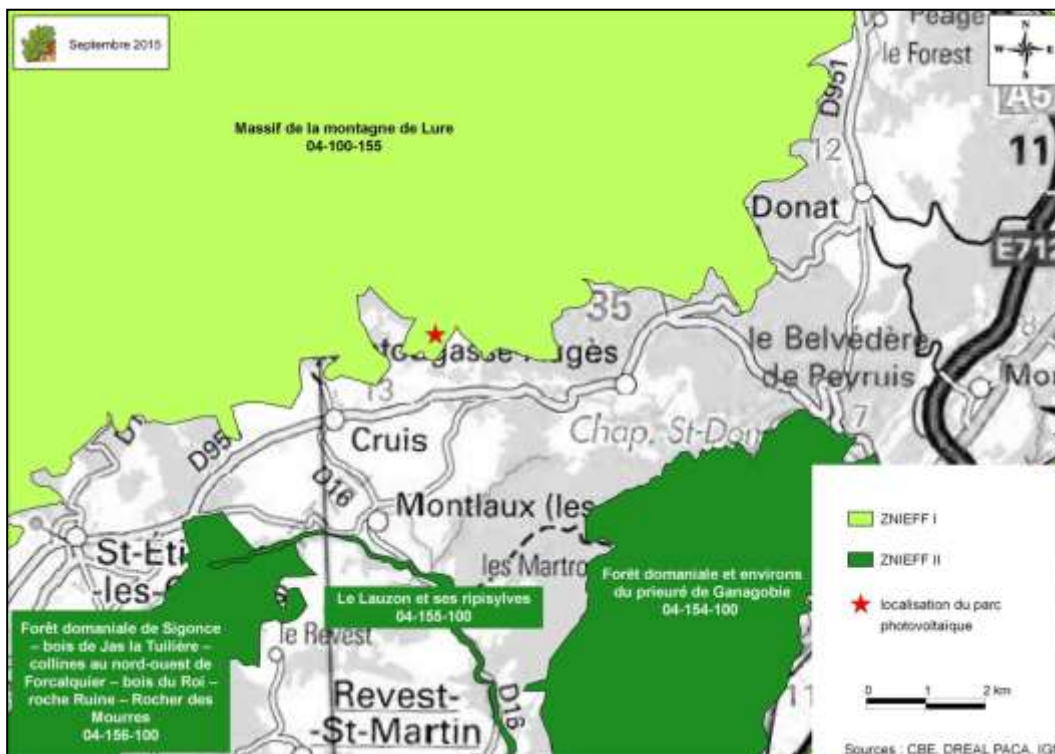 Septembre 2015
Péage
le Forest
N
W E
S
A5
D951
11
Massif de la montagne de Lure
04-100-155
12
Donat
E712
35
le Belvédère
de Peyruis
13
Cruis
Chap. St-Don
7
D95
D1
D16
Montlaux (les
St-Éti
-les-
les Martro
ZNIEFF I
ZNIEFF II
localisation du parc
photovoltaïque
Forêt domaniale et environs
du prieuré de Ganagobie
04-154-100
Le Lauzon et ses ripisylves
04-155-100
le Revest
Forêt domaniale de Sigonce
– bois de Jas la Tuilière –
collines au nord-ouest de
Forcalquier – bois du Roi –
roche Ruine – Rocher des
Mourres
04-156-100
Revest-
-St-Martin
D16
11
0 1 2 km
Sources : CBE, DREAL PACA, IG